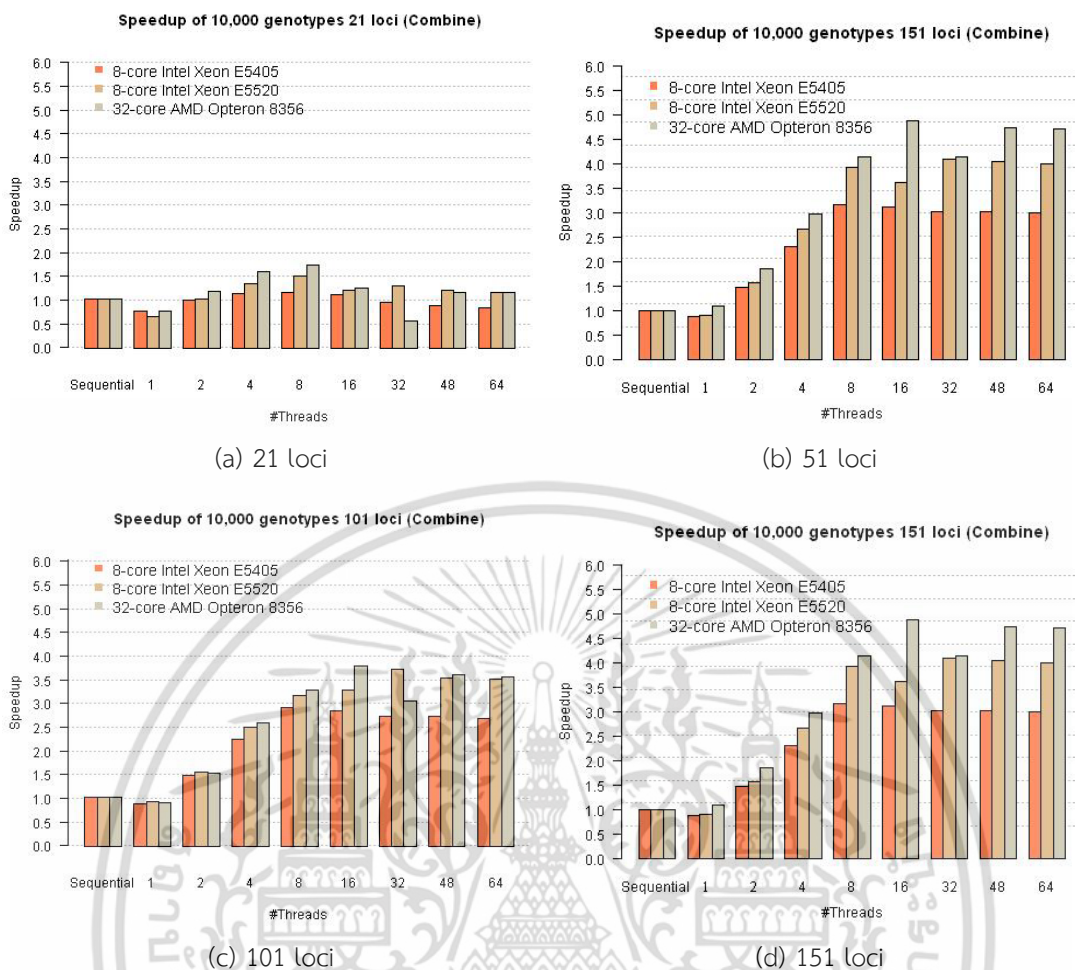 Speedup of 10,000 genotypes 21 loci (Combine)
6.0
5.5
5.0
4.5
4.0
3.5
3.0
2.5
2.0
1.5
1.0
0.5
0.0
Speedup
8-core Intel Xeon E5405
8-core Intel Xeon E5520
32-core AMD Opteron 8356
Sequential 1 2 4 8 16 32 48 64
#Threads
(a) 21 loci
Speedup of 10,000 genotypes 151 loci (Combine)
6.0
5.5
5.0
4.5
4.0
3.5
3.0
2.5
2.0
1.5
1.0
0.5
0.0
Speedup
8-core Intel Xeon E5405
8-core Intel Xeon E5520
32-core AMD Opteron 8356
Sequential 1 2 4 8 16 32 48 64
#Threads
(b) 51 loci
Speedup of 10,000 genotypes 101 loci (Combine)
6.0
5.5
5.0
4.5
4.0
3.5
3.0
2.5
2.0
1.5
1.0
0.5
0.0
Speedup
8-core Intel Xeon E5405
8-core Intel Xeon E5520
32-core AMD Opteron 8356
Sequential 1 2 4 8 16 32 48 64
#Threads
(c) 101 loci
Speedup of 10,000 genotypes 151 loci (Combine)
6.0
5.5
5.0
4.5
4.0
3.5
3.0
2.5
2.0
1.5
1.0
0.5
0.0
Speedup
8-core Intel Xeon E5405
8-core Intel Xeon E5520
32-core AMD Opteron 8356
Sequential 1 2 4 8 16 32 48 64
#Threads
(d) 151 loci